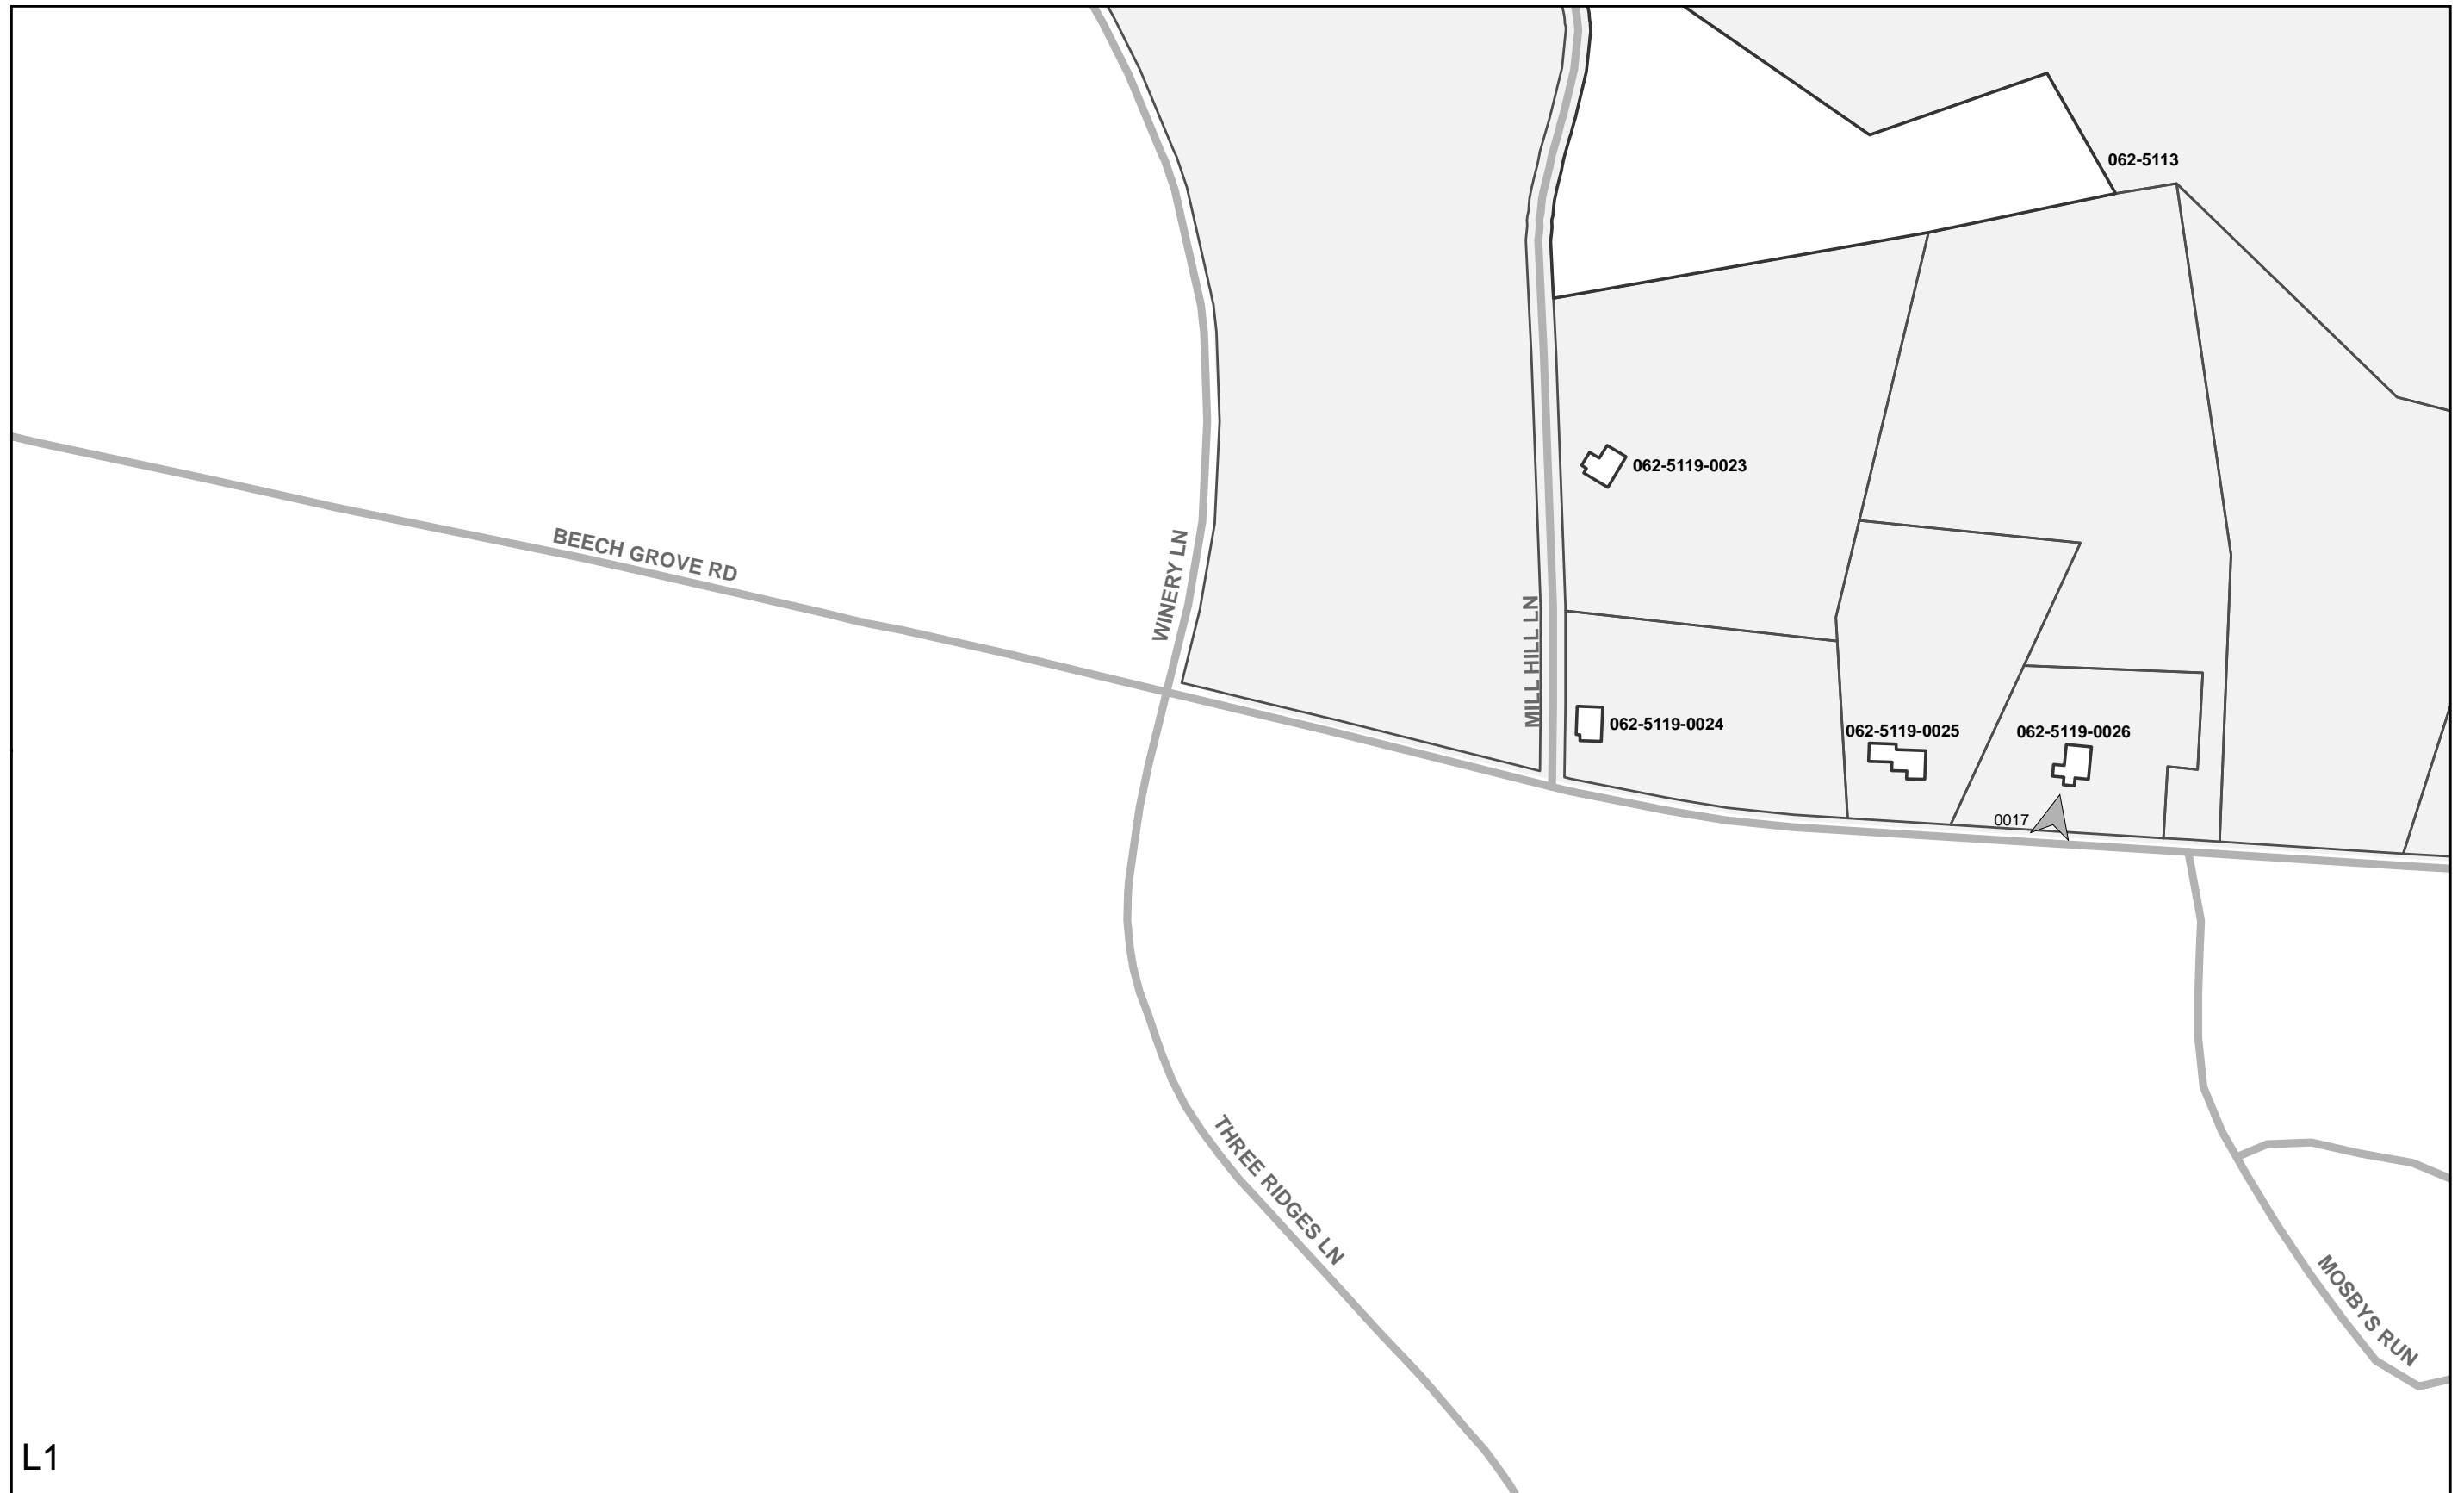 062-5113
062-5119-0023
BEECH GROVE RD
WINERY LN
MILL HILL LN
062-5119-0024
062-5119-0025
062-5119-0026
0017
THREE RIDGES LN
MOSBYS RUN
L1